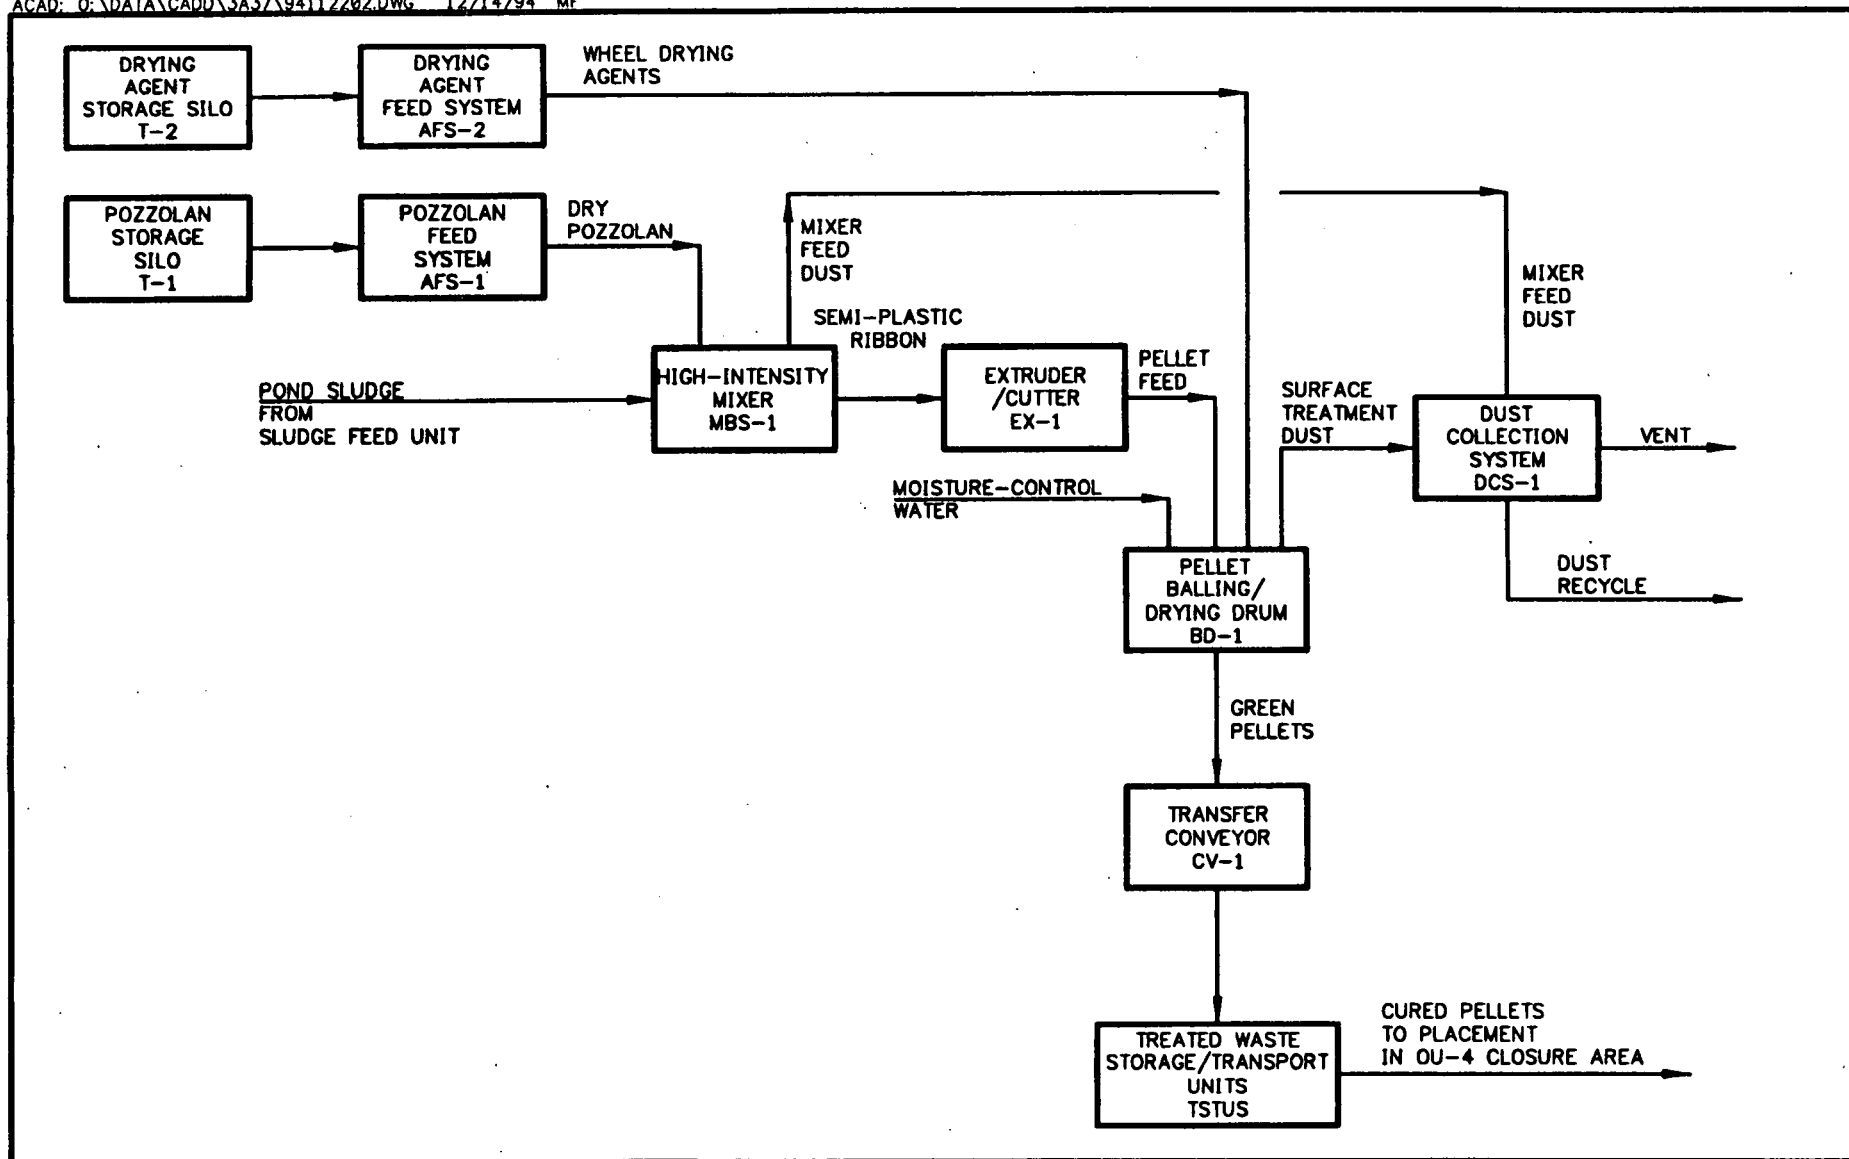 ACAD: Q:\DATA\CADD\3A37\94112202.DWG 12/14/94 MF
DRYING
AGENT
STORAGE SILO
T-2
DRYING
AGENT
FEED SYSTEM
AFS-2
WHEEL DRYING
AGENTS
POZZOLAN
STORAGE
SILO
T-1
POZZOLAN
FEED
SYSTEM
AFS-1
DRY
POZZOLAN
MIXER
FEED
DUST
MIXER
FEED
DUST
SEMI-PLASTIC
RIBBON
POND SLUDGE
FROM
SLUDGE FEED UNIT
HIGH-INTENSITY
MIXER
MBS-1
EXTRUDER
/CUTTER
EX-1
PELLET
FEED
SURFACE
TREATMENT
DUST
DUST
COLLECTION
SYSTEM
DCS-1
VENT
MOISTURE-CONTROL
WATER
PELLET
BALLING/
DRYING DRUM
BD-1
DUST
RECYCLE
GREEN
PELLETS
TRANSFER
CONVEYOR
CV-1
TREATED WASTE
STORAGE/TRANSPORT
UNITS
TSTUS
CURED PELLETS
TO PLACEMENT
IN OU-4 CLOSURE AREA